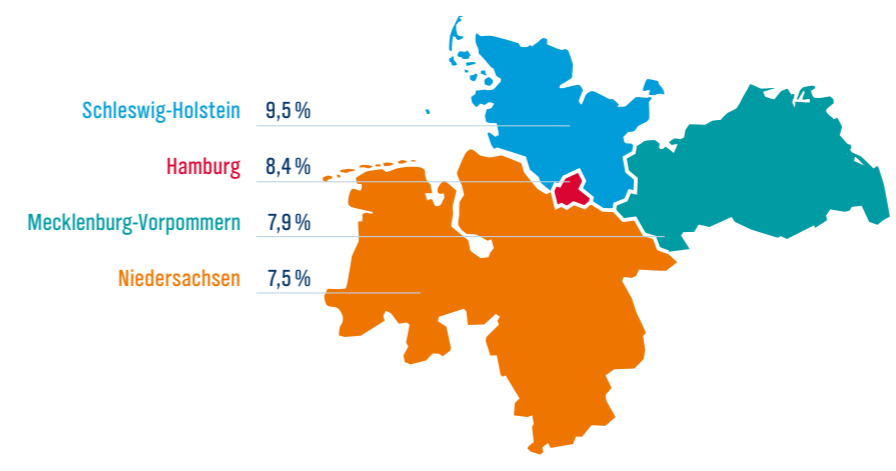 Schleswig-Holstein 9,5 %
Hamburg 8,4 %
Mecklenburg-Vorpommern 7,9 %
Niedersachsen 7,5 %